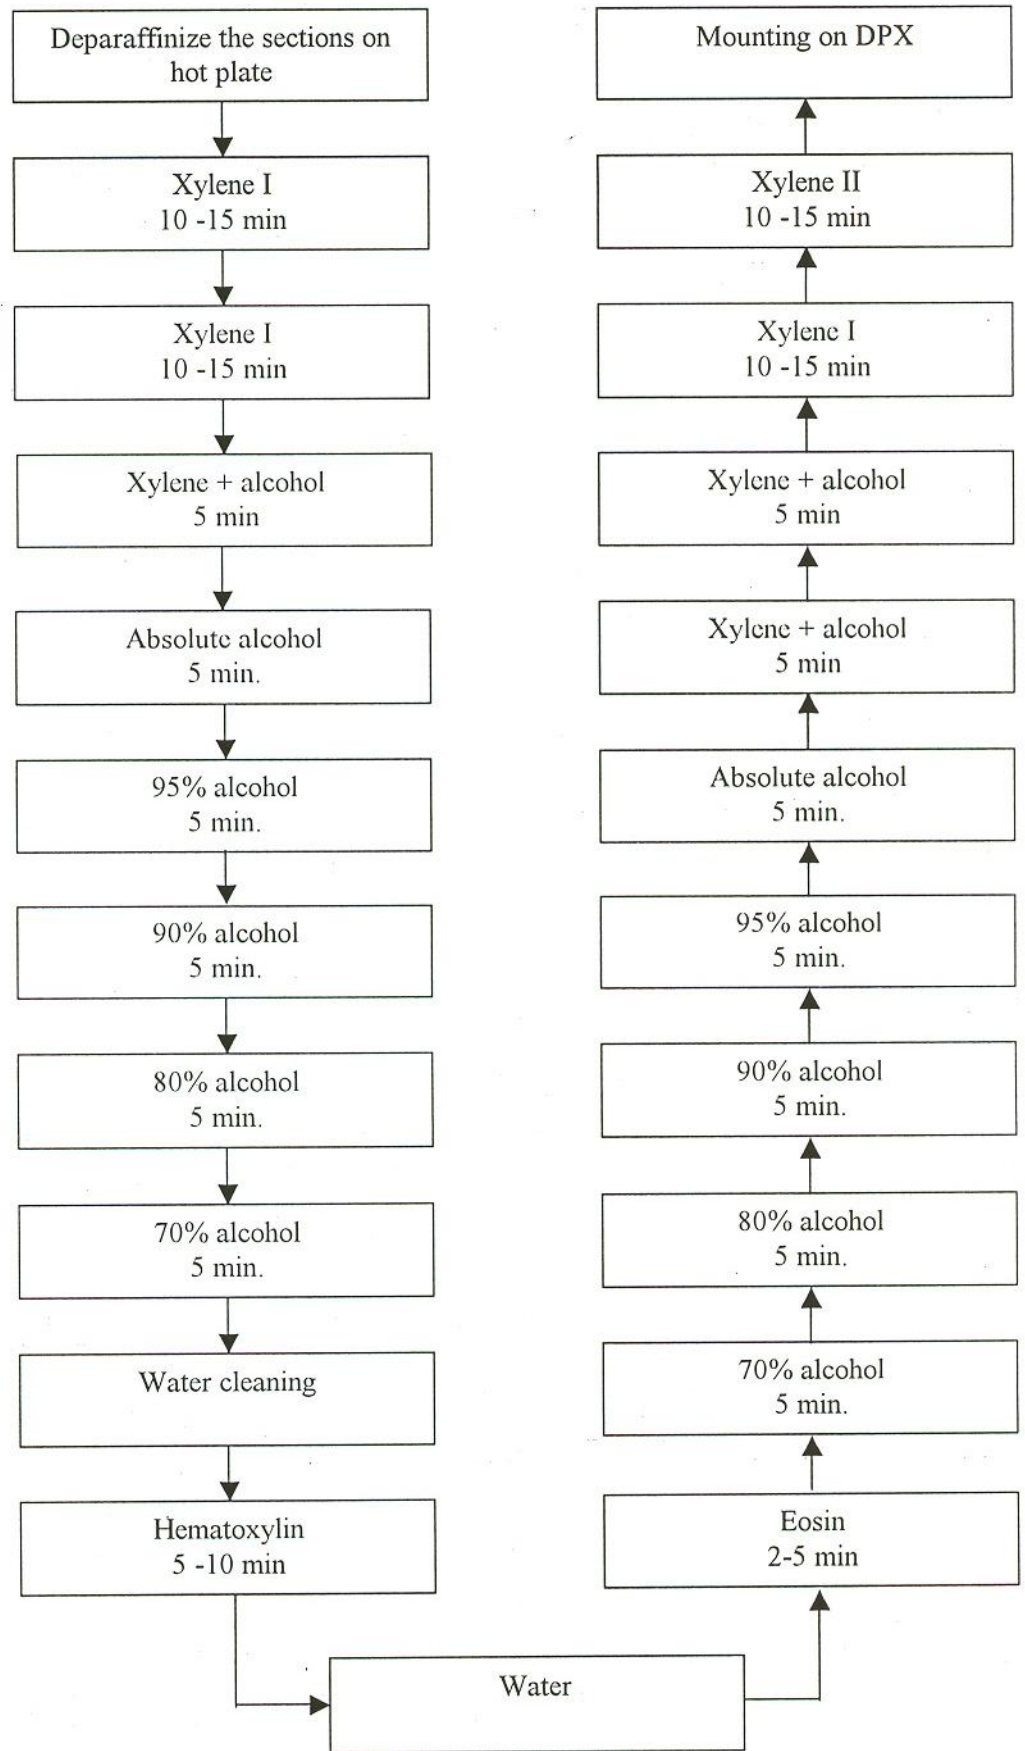 Deparaffinize the sections on
hot plate
Xylene I
10 -15 min
Xylene I
10 -15 min
Xylene + alcohol
5 min
Absolute alcohol
5 min.
95% alcohol
5 min.
90% alcohol
5 min.
80% alcohol
5 min.
70% alcohol
5 min.
Water cleaning
Hematoxylin
5 -10 min
Water
Eosin
2-5 min
70% alcohol
5 min.
80% alcohol
5 min.
90% alcohol
5 min.
95% alcohol
5 min.
Absolute alcohol
5 min.
Xylene + alcohol
5 min
Xylene + alcohol
5 min
Xylene I
10 -15 min
Xylene II
10 -15 min
Mounting on DPX